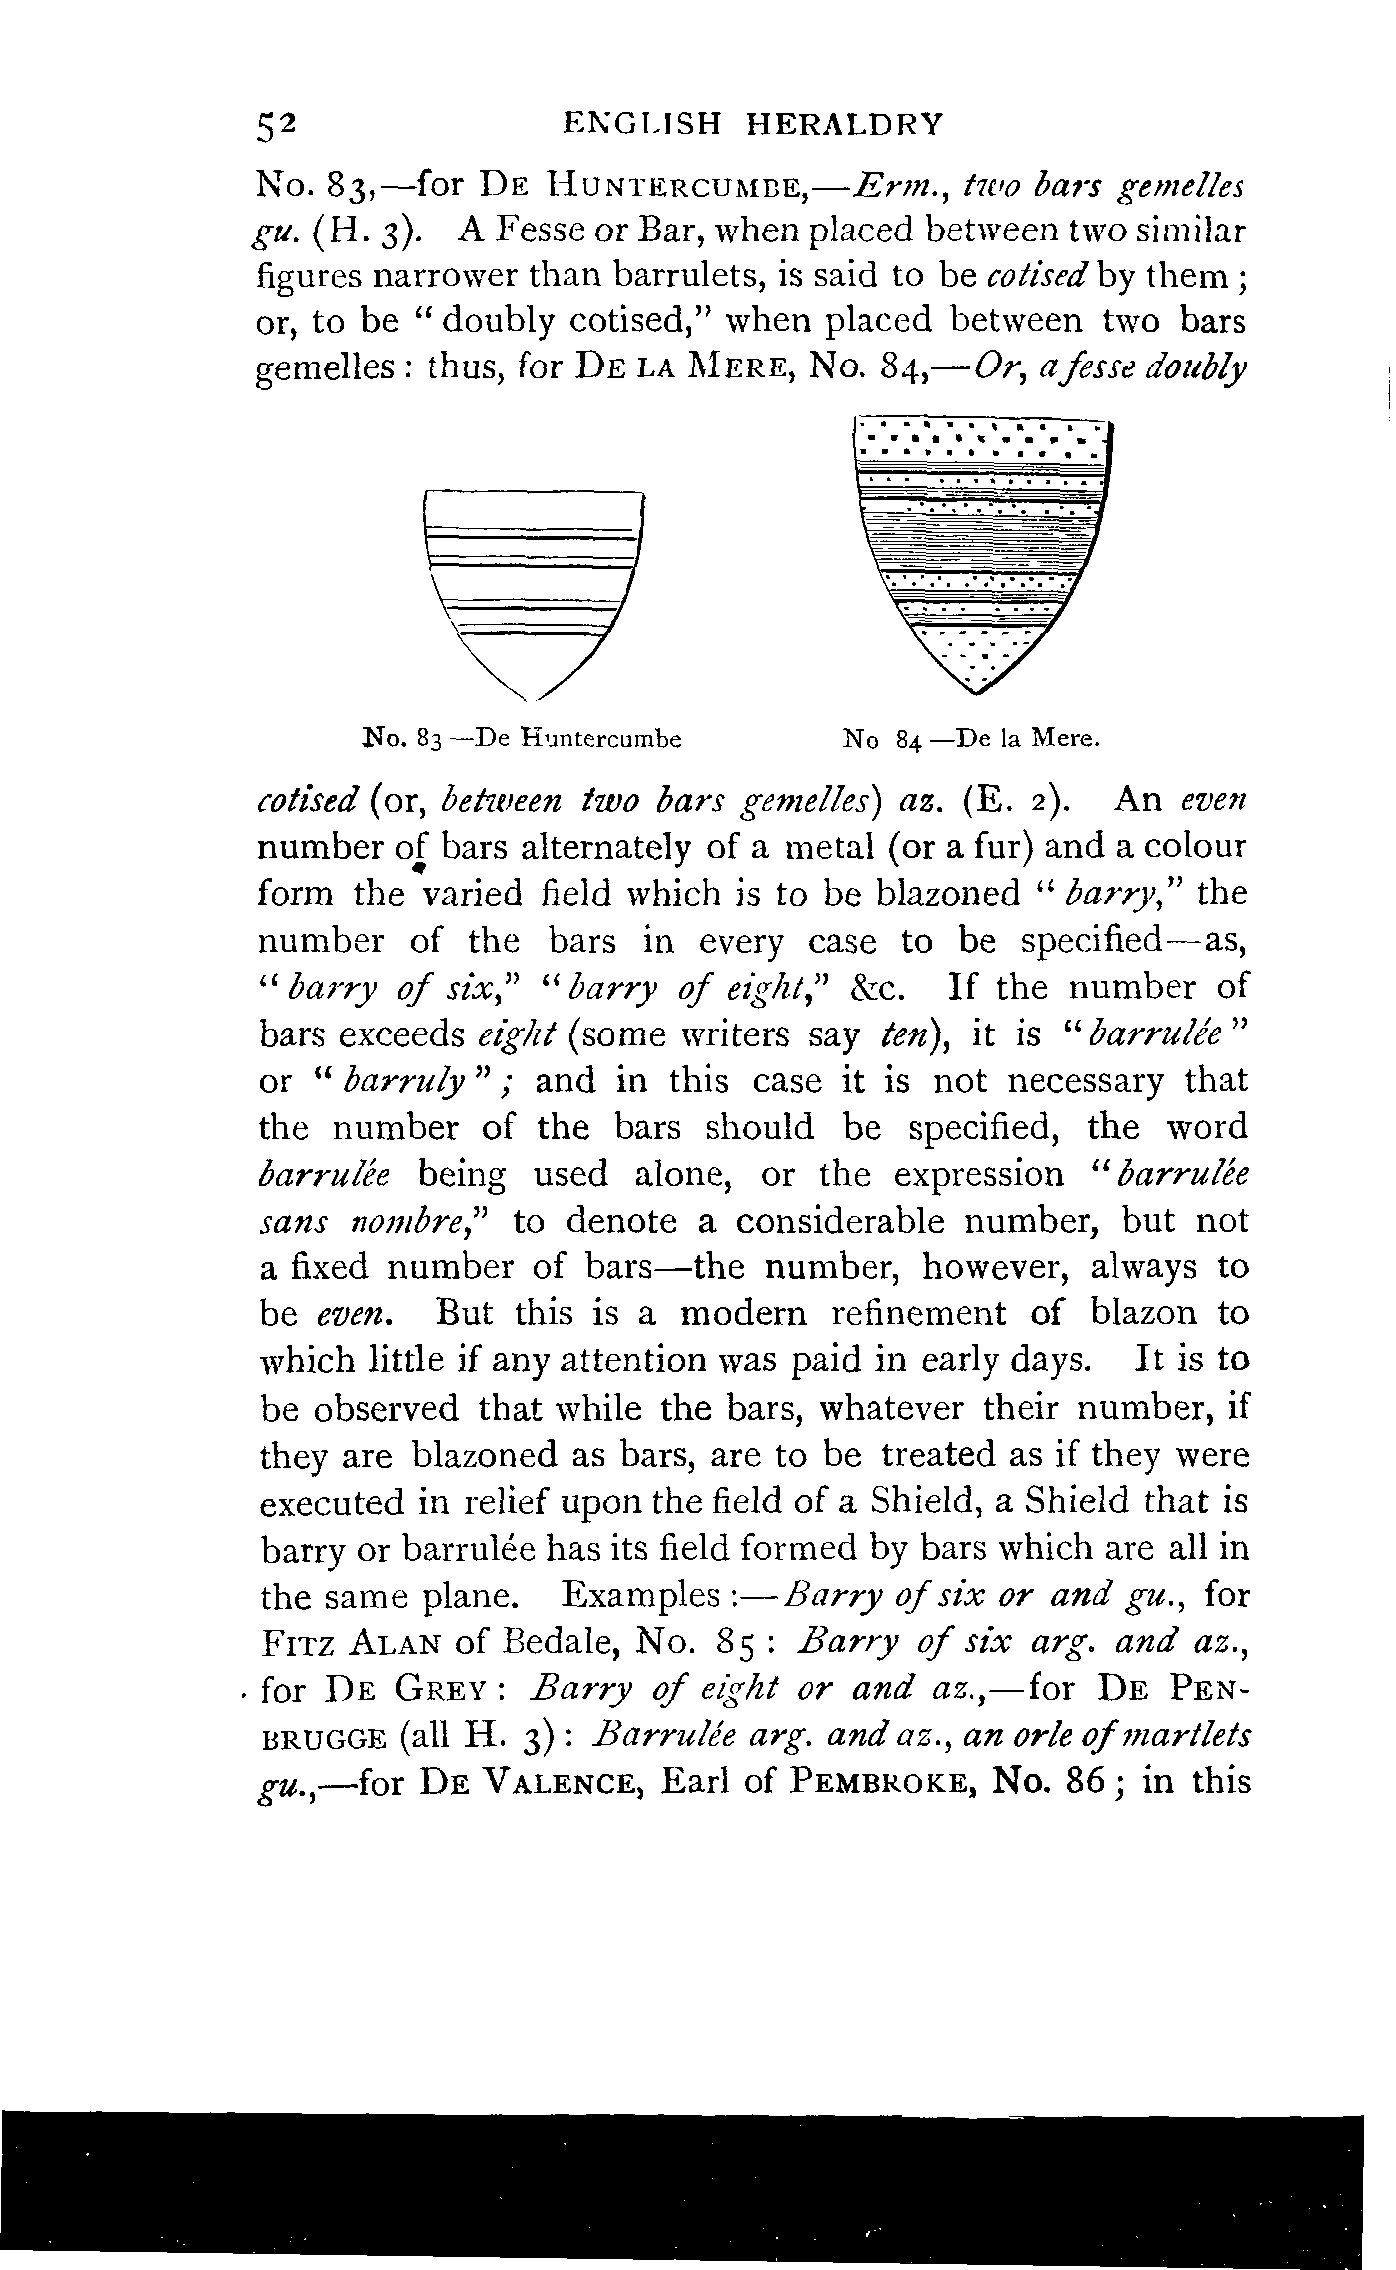 52 ENGLISH HERALDRY
No. 83,—for DE HUNTERCUMBE,—Erm., two bars gemelles
gu. (H. 3). A Fesse or Bar, when placed between two similar
figures narrower than barrulets, is said to be cotised by them ;
or, to be “ doubly cotised,” when placed between two bars
gemelles : thus, for DE LA MERE, No. 84,—Or, a fesse doubly
No. 83 —De Huntercumbe
No 84 —De la Mere.
cotised (or, between two bars gemelles) az. (E. 2). An even
number of bars alternately of a metal (or a fur) and a colour
form the varied field which is to be blazoned “ barry,” the
number of the bars in every case to be specified—as,
“ barry of six,” “ barry of eight,” &c. If the number of
bars exceeds eight (some writers say ten), it is “ barrulée ”
or “ barruly ” ; and in this case it is not necessary that
the number of the bars should be specified, the word
barrulée being used alone, or the expression “ barrulée
sans nombre,” to denote a considerable number, but not
a fixed number of bars—the number, however, always to
be even. But this is a modern refinement of blazon to
which little if any attention was paid in early days. It is to
be observed that while the bars, whatever their number, if
they are blazoned as bars, are to be treated as if they were
executed in relief upon the field of a Shield, a Shield that is
barry or barrulée has its field formed by bars which are all in
the same plane. Examples :—Barry of six or and gu., for
FITZ ALAN of Bedale, No. 85 : Barry of six arg. and az.,
for DE GREY : Barry of eight or and az.,—for DE PEN-
BRUGGE (all H. 3) : Barrulée arg. and az., an orle of martlets
gu.,—for DE VALENCE, Earl of PEMBROKE, No. 86 ; in this